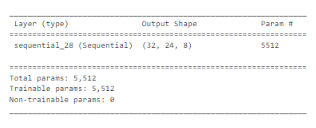 Layer (type) Output Shape Param #
sequential_28 (Sequential) (32, 24, 8) 5512
Total params: 5,512
Trainable params: 5,512
Non-trainable params: 0